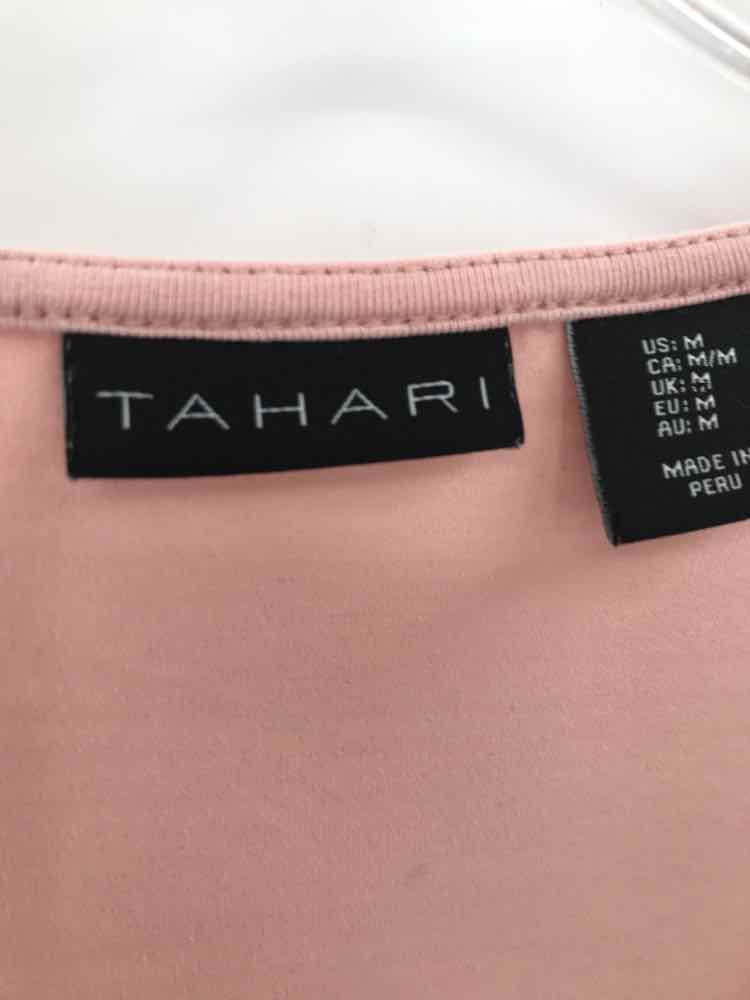 TAHARI
US: M
CA: M/M
UK: M
EU: M
AU: M
MADE IN
PERU